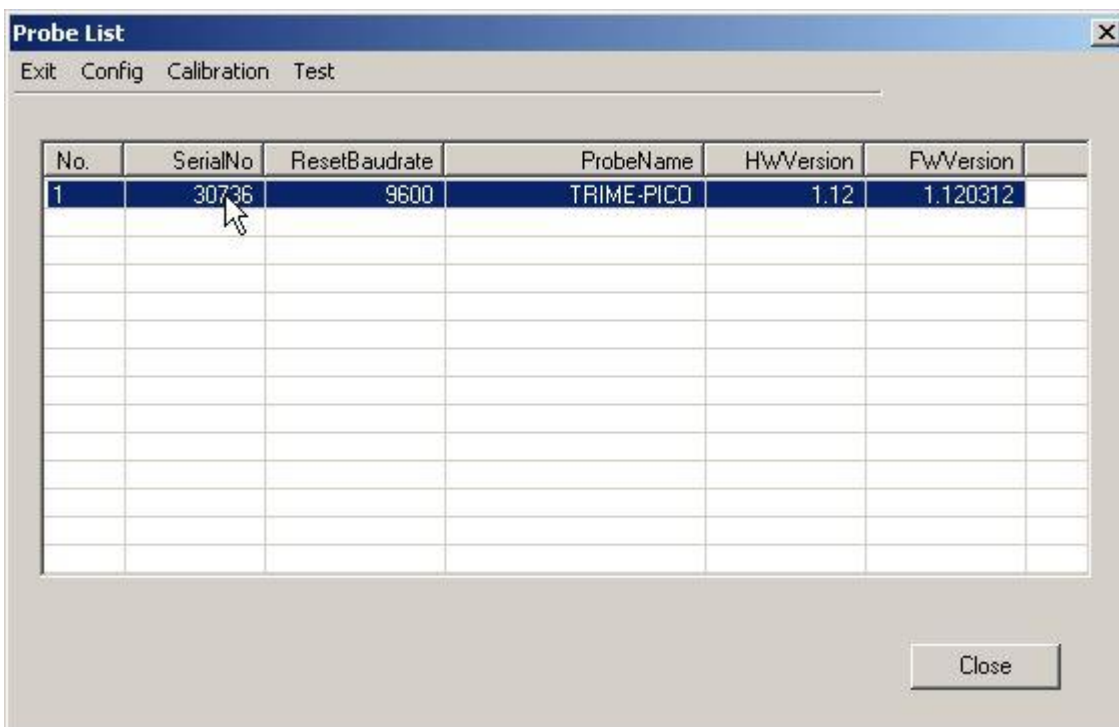 Probe List
Exit Config Calibration Test
No. SerialNo ResetBaudrate ProbeName HWVersion FWVersion
1 30736 9600 TRIME-PICO 1.12 1.120312
Close